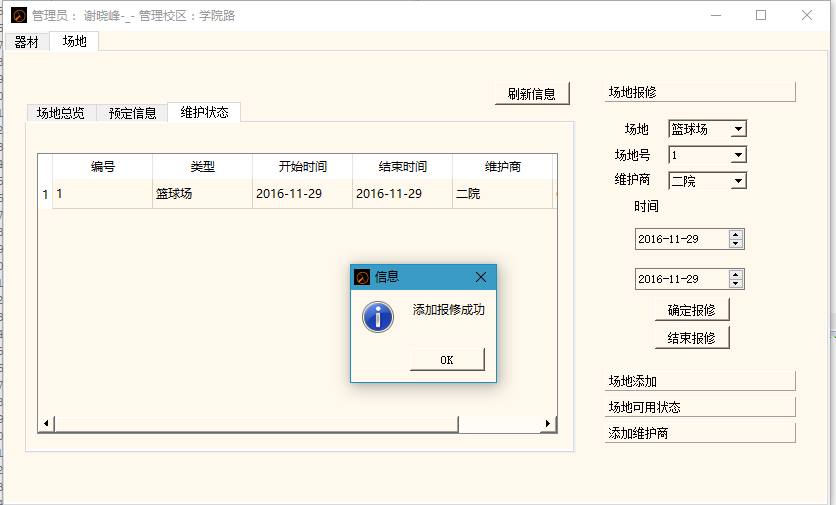 管理员： 谢晓峰-_- 管理校区：学院路
器材 场地
刷新信息
场地总览 预定信息 维护状态
编号 类型 开始时间 结束时间 维护商
1 1 篮球场 2016-11-29 2016-11-29 二院
信息
添加报修成功
OK
场地报修
场地 篮球场
场地号 1
维护商 二院
时间
2016-11-29
2016-11-29
确定报修
结束报修
场地添加
场地可用状态
添加维护商